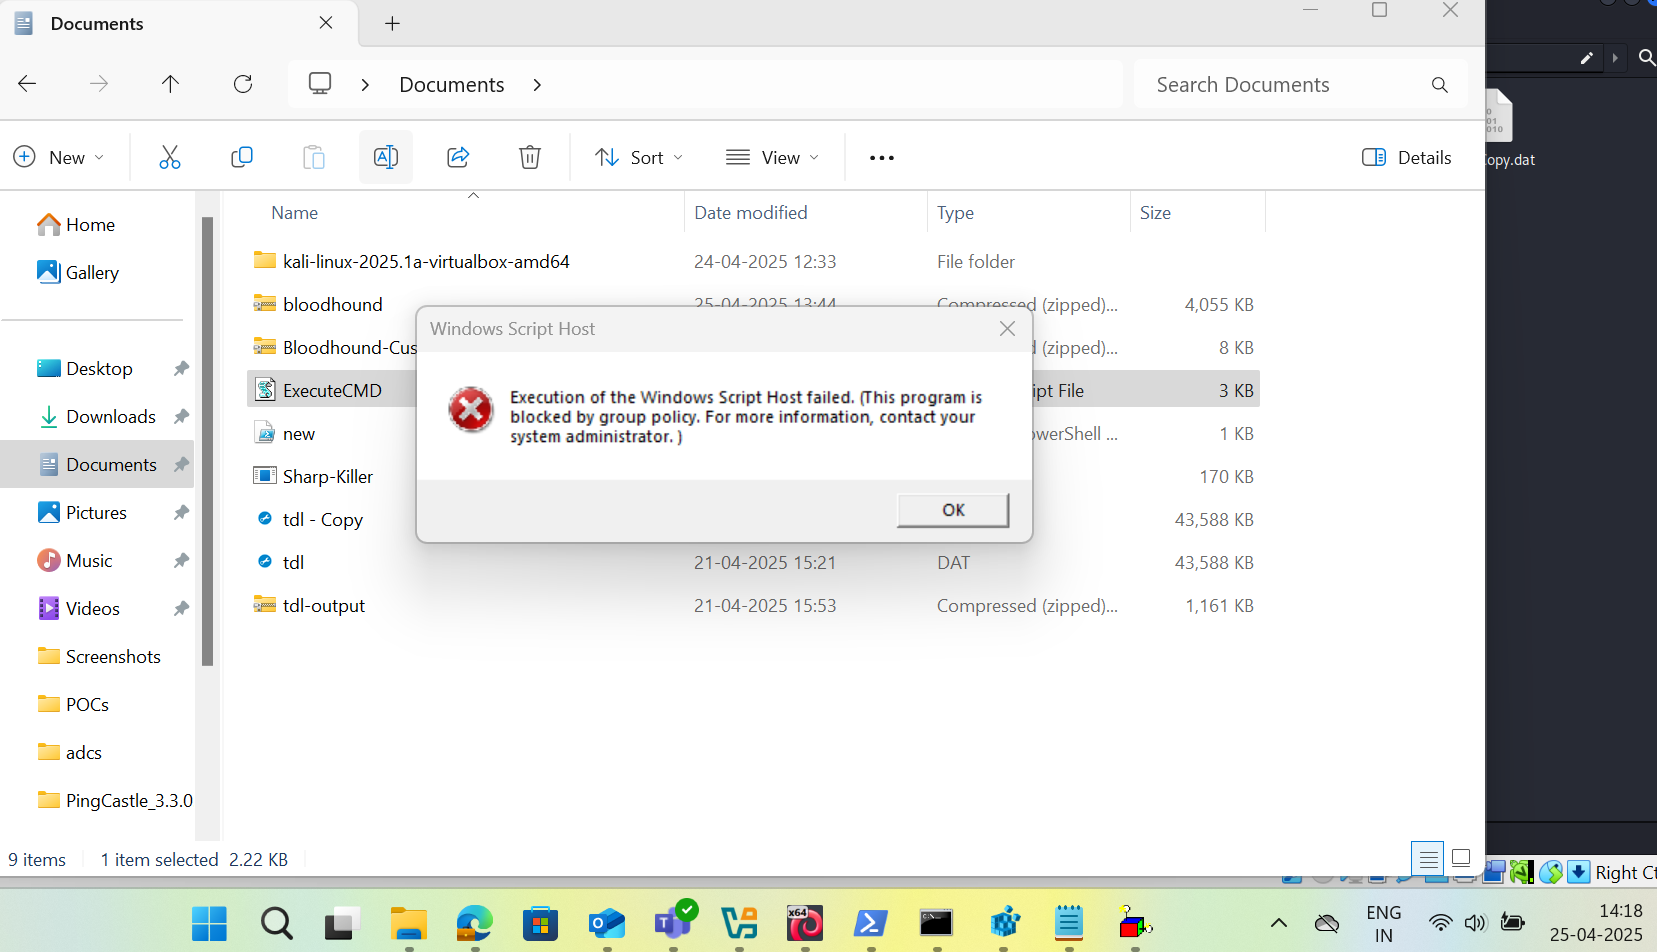 Documents
Documents
Search Documents
New
Sort
View
Details
Name
Date modified
Type
Size
Home
Gallery
Desktop
Downloads
Documents
Pictures
Music
Videos
Screenshots
POCs
adcs
PingCastle_3.3.0
kali-linux-2025.1a-virtualbox-amd64 24-04-2025 12:33 File folder
bloodhound 25-04-2025 13:44 Compressed (zipped)... 4,055 KB
Bloodhound-Cus (zipped)... 8 KB
ExecuteCMD ipt File 3 KB
new owerShell ... 1 KB
Sharp-Killer 170 KB
tdl - Copy 43,588 KB
tdl 21-04-2025 15:21 DAT 43,588 KB
tdl-output 21-04-2025 15:53 Compressed (zipped)... 1,161 KB
Windows Script Host
Execution of the Windows Script Host failed. (This program is
blocked by group policy. For more information, contact your
system administrator. )
OK
9 items 1 item selected 2.22 KB
opy.dat
Right Ct
x64
ENG
IN
14:18
25-04-2025